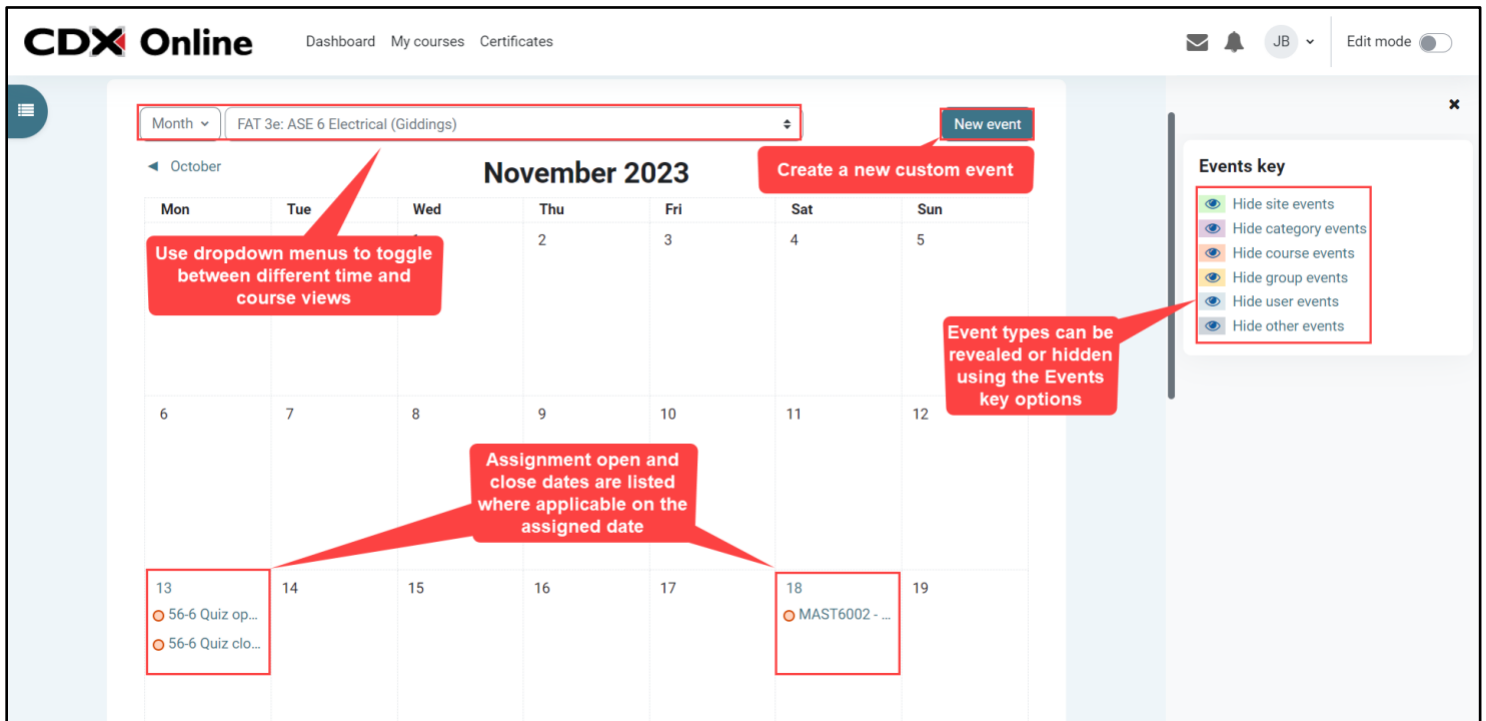 CDX Online
Dashboard My courses Certificates
JB
Edit mode
Month
FAT 3e: ASE 6 Electrical (Giddings)
New event
October
November 2023
Create a new custom event
Mon Tue Wed Thu Fri Sat Sun
2 3 4 5
Use dropdown menus to toggle
between different time and
course views
Events key
Hide site events
Hide category events
Hide course events
Hide group events
Hide user events
Hide other events
Event types can be
revealed or hidden
using the Events
key options
6 7 8 9 10 11 12
Assignment open and
close dates are listed
where applicable on the
assigned date
13 14 15 16 17 18 19
56-6 Quiz op...
MAST6002 - ...
56-6 Quiz clo...